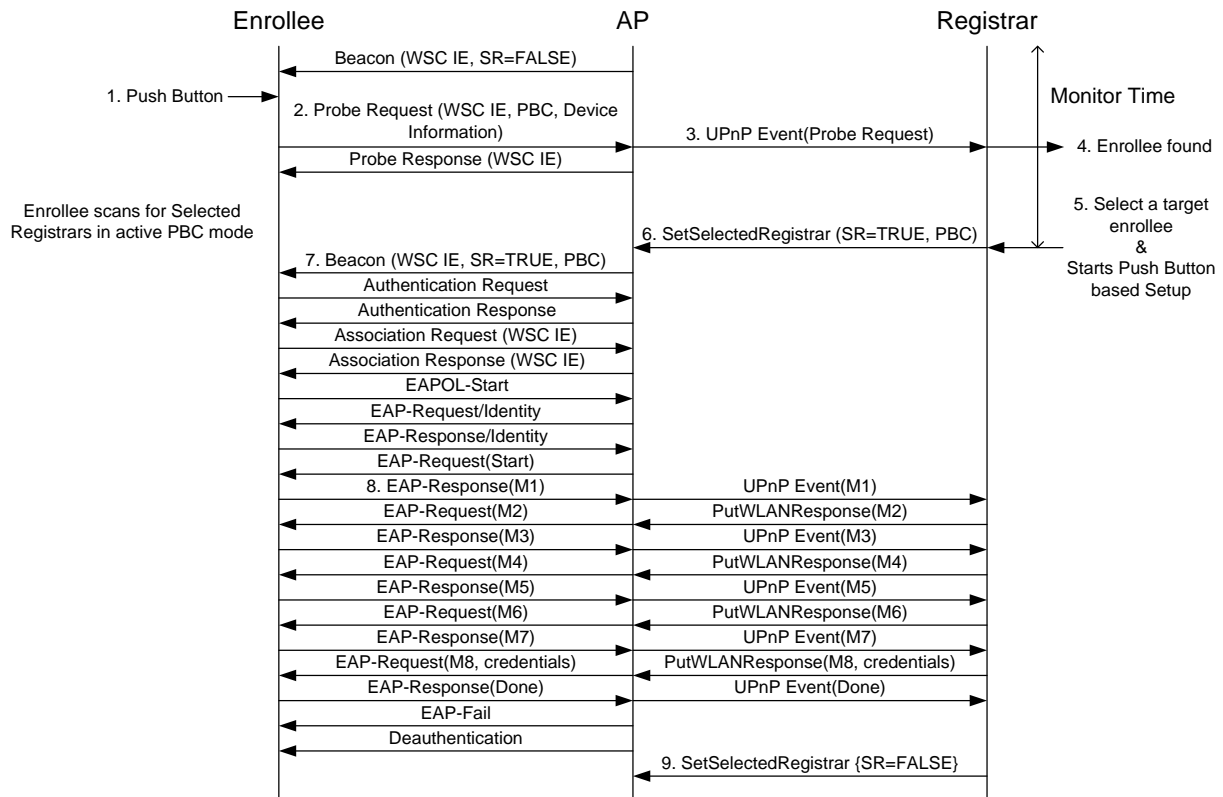 Enrollee
AP
Registrar
Beacon (WSC IE, SR=FALSE)
1. Push Button
Monitor Time
2. Probe Request (WSC IE, PBC, Device
Information)
3. UPnP Event(Probe Request)
4. Enrollee found
Probe Response (WSC IE)
Enrollee scans for Selected
Registrars in active PBC mode
5. Select a target
enrollee
&
Starts Push Button
based Setup
6. SetSelectedRegistrar (SR=TRUE, PBC)
7. Beacon (WSC IE, SR=TRUE, PBC)
Authentication Request
Authentication Response
Association Request (WSC IE)
Association Response (WSC IE)
EAPOL-Start
EAP-Request/Identity
EAP-Response/Identity
EAP-Request(Start)
8. EAP-Response(M1)
UPnP Event(M1)
EAP-Request(M2)
PutWLANResponse(M2)
EAP-Response(M3)
UPnP Event(M3)
EAP-Request(M4)
PutWLANResponse(M4)
EAP-Response(M5)
UPnP Event(M5)
EAP-Request(M6)
PutWLANResponse(M6)
EAP-Response(M7)
UPnP Event(M7)
EAP-Request(M8, credentials)
PutWLANResponse(M8, credentials)
EAP-Response(Done)
UPnP Event(Done)
EAP-Fail
Deauthentication
9. SetSelectedRegistrar {SR=FALSE}